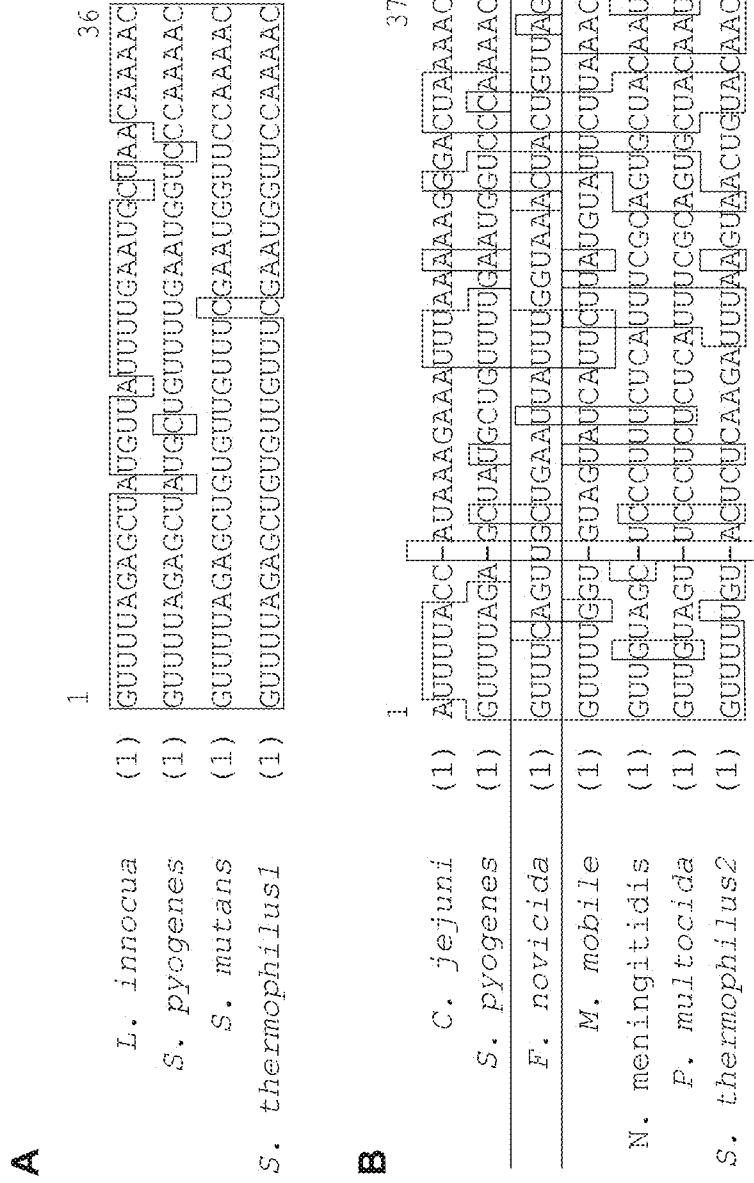 A
1 36
L. innocua (1) GUUUUAGAGCUAUGUUAUUUUGAAUGCUAACAAAAC
S. pyogenes (1) GUUUUAGAGCUAUGCUGUUUUGAAUGGUCCCAAAAC
S. mutans (1) GUUUUAGAGCUGUGUUGUUUCGAAUGGUUCCAAAAC
S. thermophilus1 (1) GUUUUAGAGCUGUGUUGUUUCGAAUGGUUCCAAAAC
B
1 37
C. jejuni (1) AUUUUACC-AUAAAGAAAUUUAAAAAGGGACUAAAAC
S. pyogenes (1) GUUUUAGA-GCUAUGCUGUUUUGAAUGGUCCCAAAAC
F. novicida (1) GUUUCAGUUGCUGAAUUAUUUGGUAAACUACUGUUAG
M. mobile (1) GUUUUGGU-GUAGUAUCAUUCUUAUGUAUUCUUAAAC
N. meningitidis (1) GUUGUAGC-UCCCUUUCUCAUUUCGCAGUGCUACAAU
P. multocida (1) GUUGUAGU-UCCCUCUCUCAUUUCGCAGUGCUACAAU
S. thermophilus2 (1) GUUUUUGU-ACUCUCAAGAUUUAAGUAACUGUACAAC